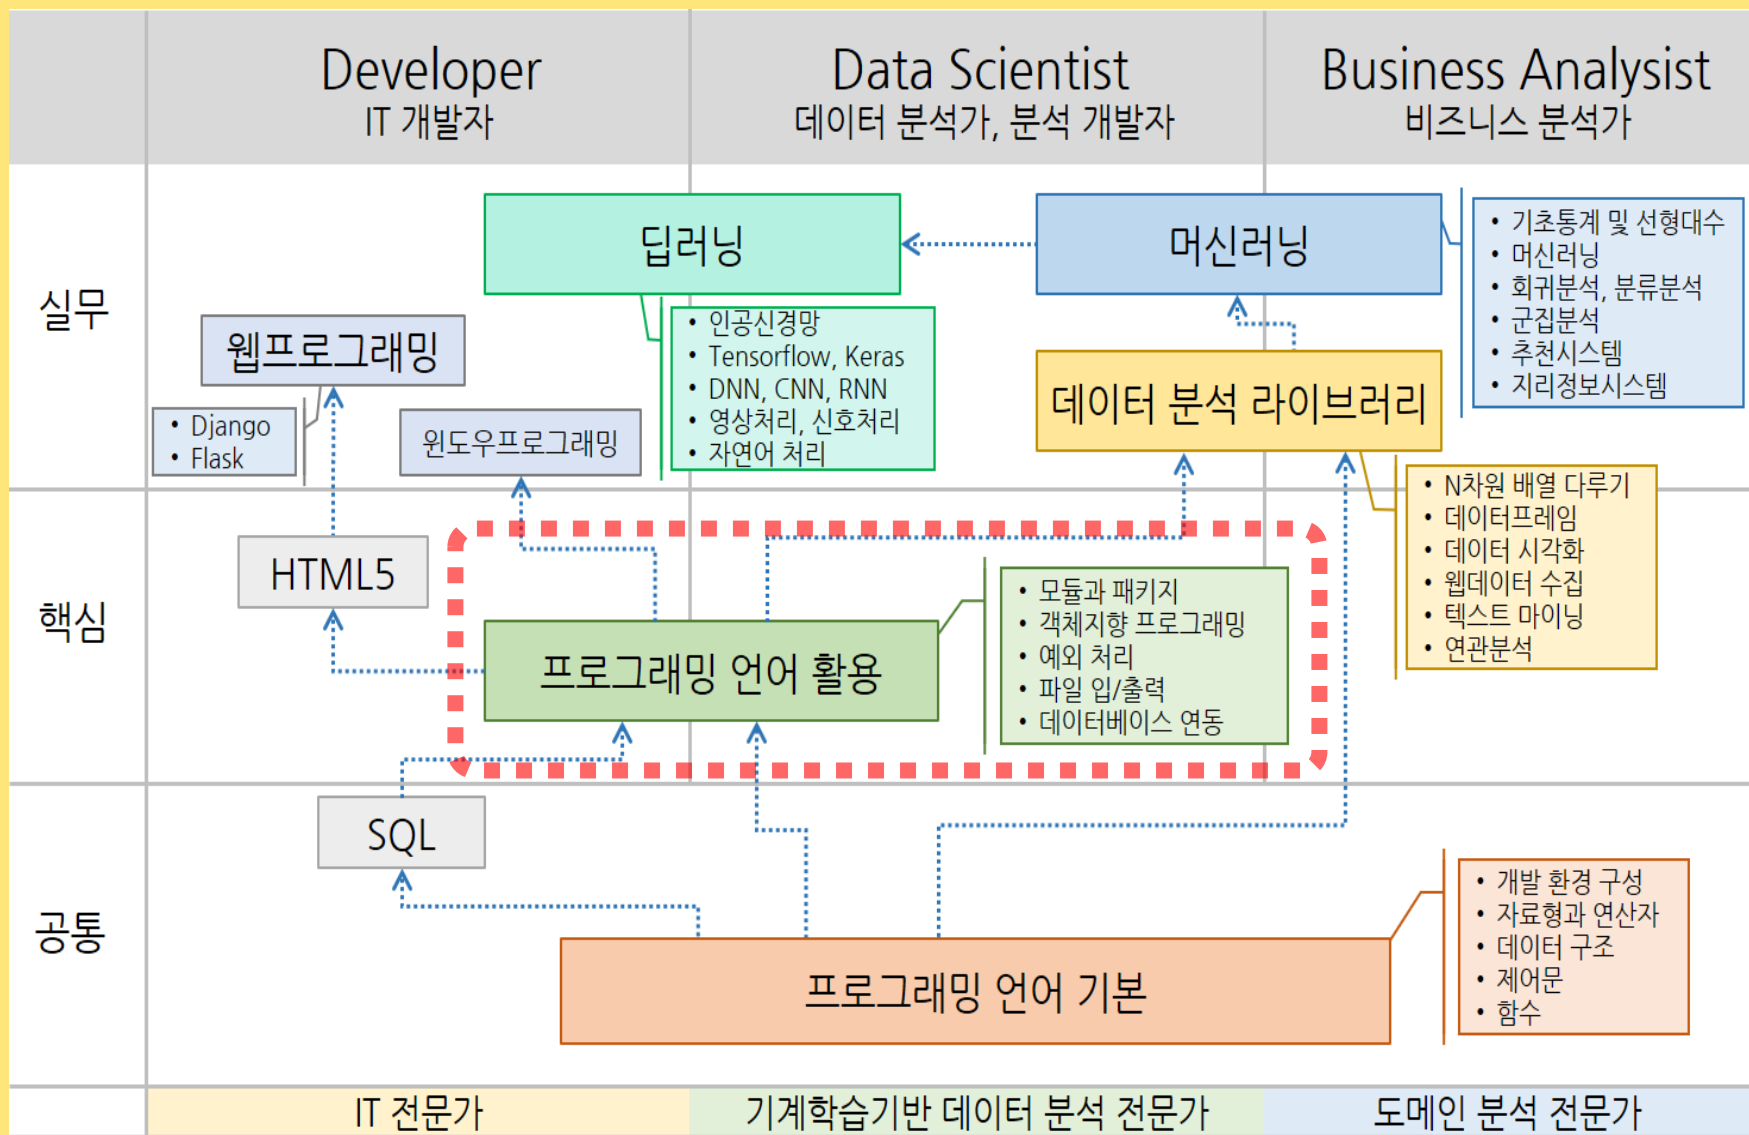 Developer
IT 개발자
Data Scientist
데이터 분석가, 분석 개발자
Business Analysist
비즈니스 분석가
실무
딥러닝
머신러닝
• 기초통계 및 선형대수
• 머신러닝
• 회귀분석, 분류분석
• 군집분석
• 추천시스템
• 지리정보시스템
웹프로그래밍
• Django
• Flask
윈도우프로그래밍
• 인공신경망
• Tensorflow, Keras
• DNN, CNN, RNN
• 영상처리, 신호처리
• 자연어 처리
데이터 분석 라이브러리
• N차원 배열 다루기
• 데이터프레임
• 데이터 시각화
• 웹데이터 수집
• 텍스트 마이닝
• 연관분석
핵심
HTML5
프로그래밍 언어 활용
• 모듈과 패키지
• 객체지향 프로그래밍
• 예외 처리
• 파일 입/출력
• 데이터베이스 연동
공통
SQL
프로그래밍 언어 기본
• 개발 환경 구성
• 자료형과 연산자
• 데이터 구조
• 제어문
• 함수
IT 전문가
기계학습기반 데이터 분석 전문가
도메인 분석 전문가